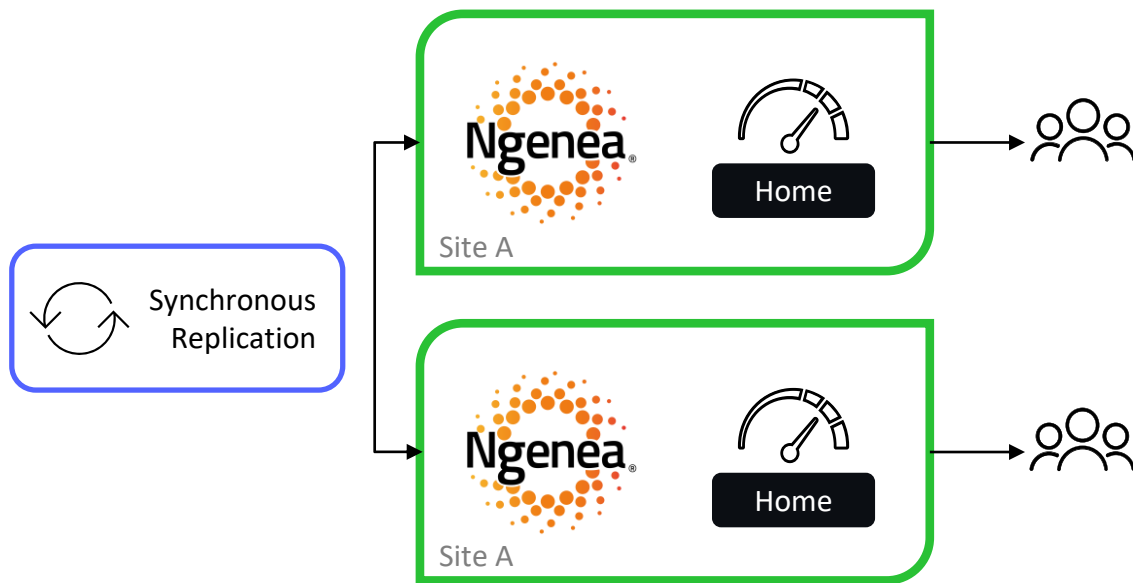 Ngenea®
Home
Site A
Synchronous
Replication
Ngenea®
Home
Site A